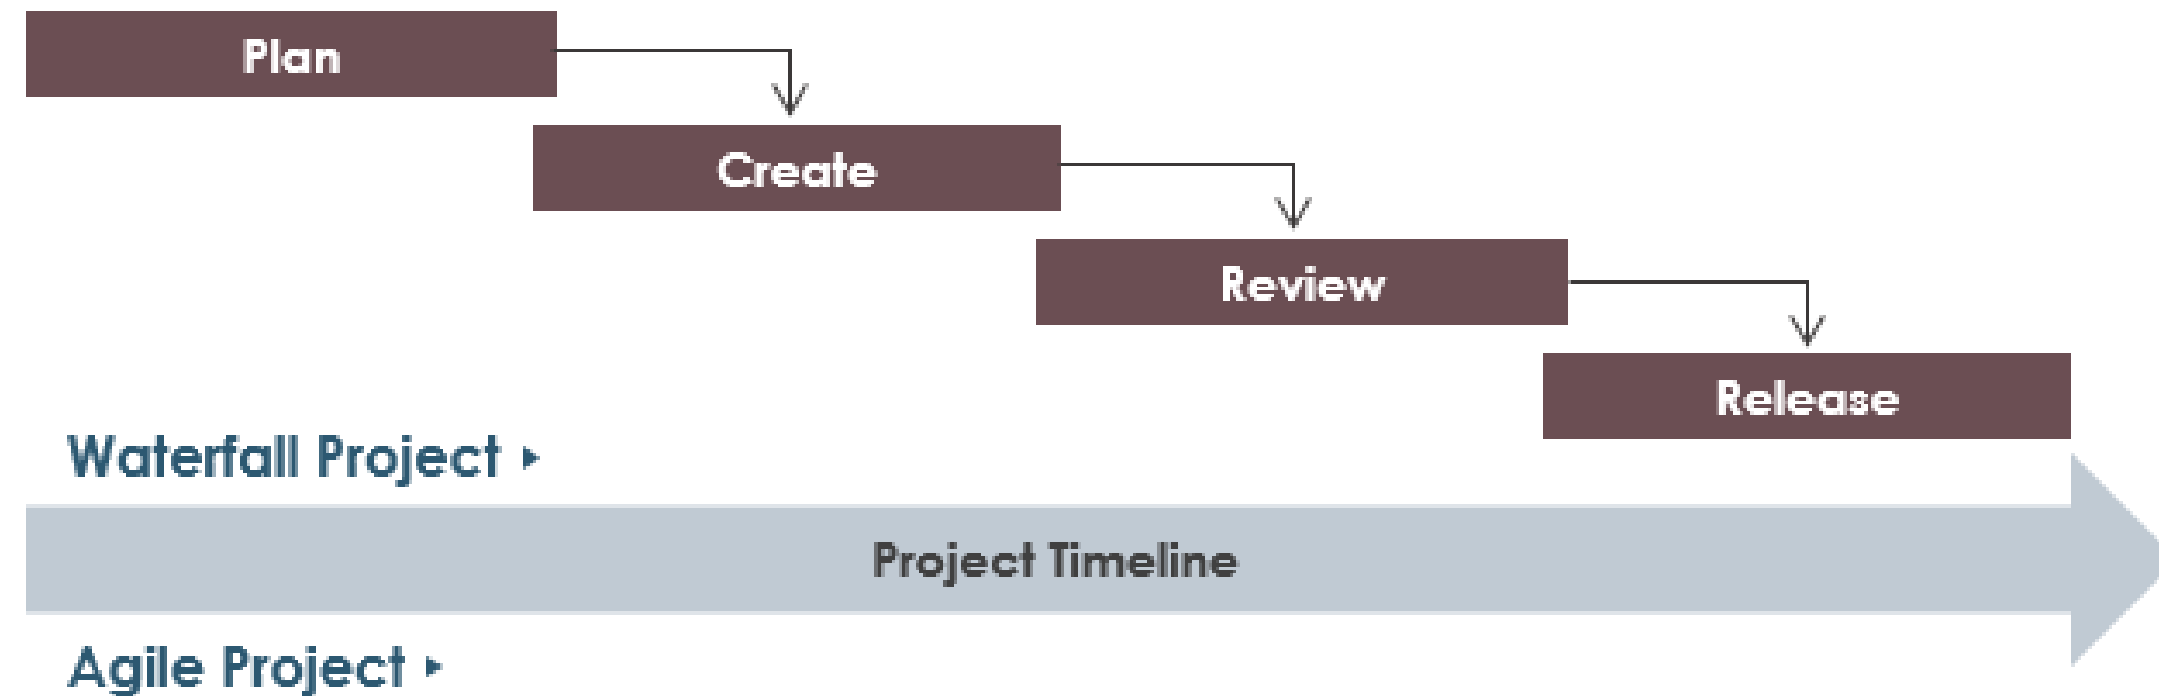 Plan
Create
Review
Release
Waterfall Project ▸
Project Timeline
Agile Project ▸